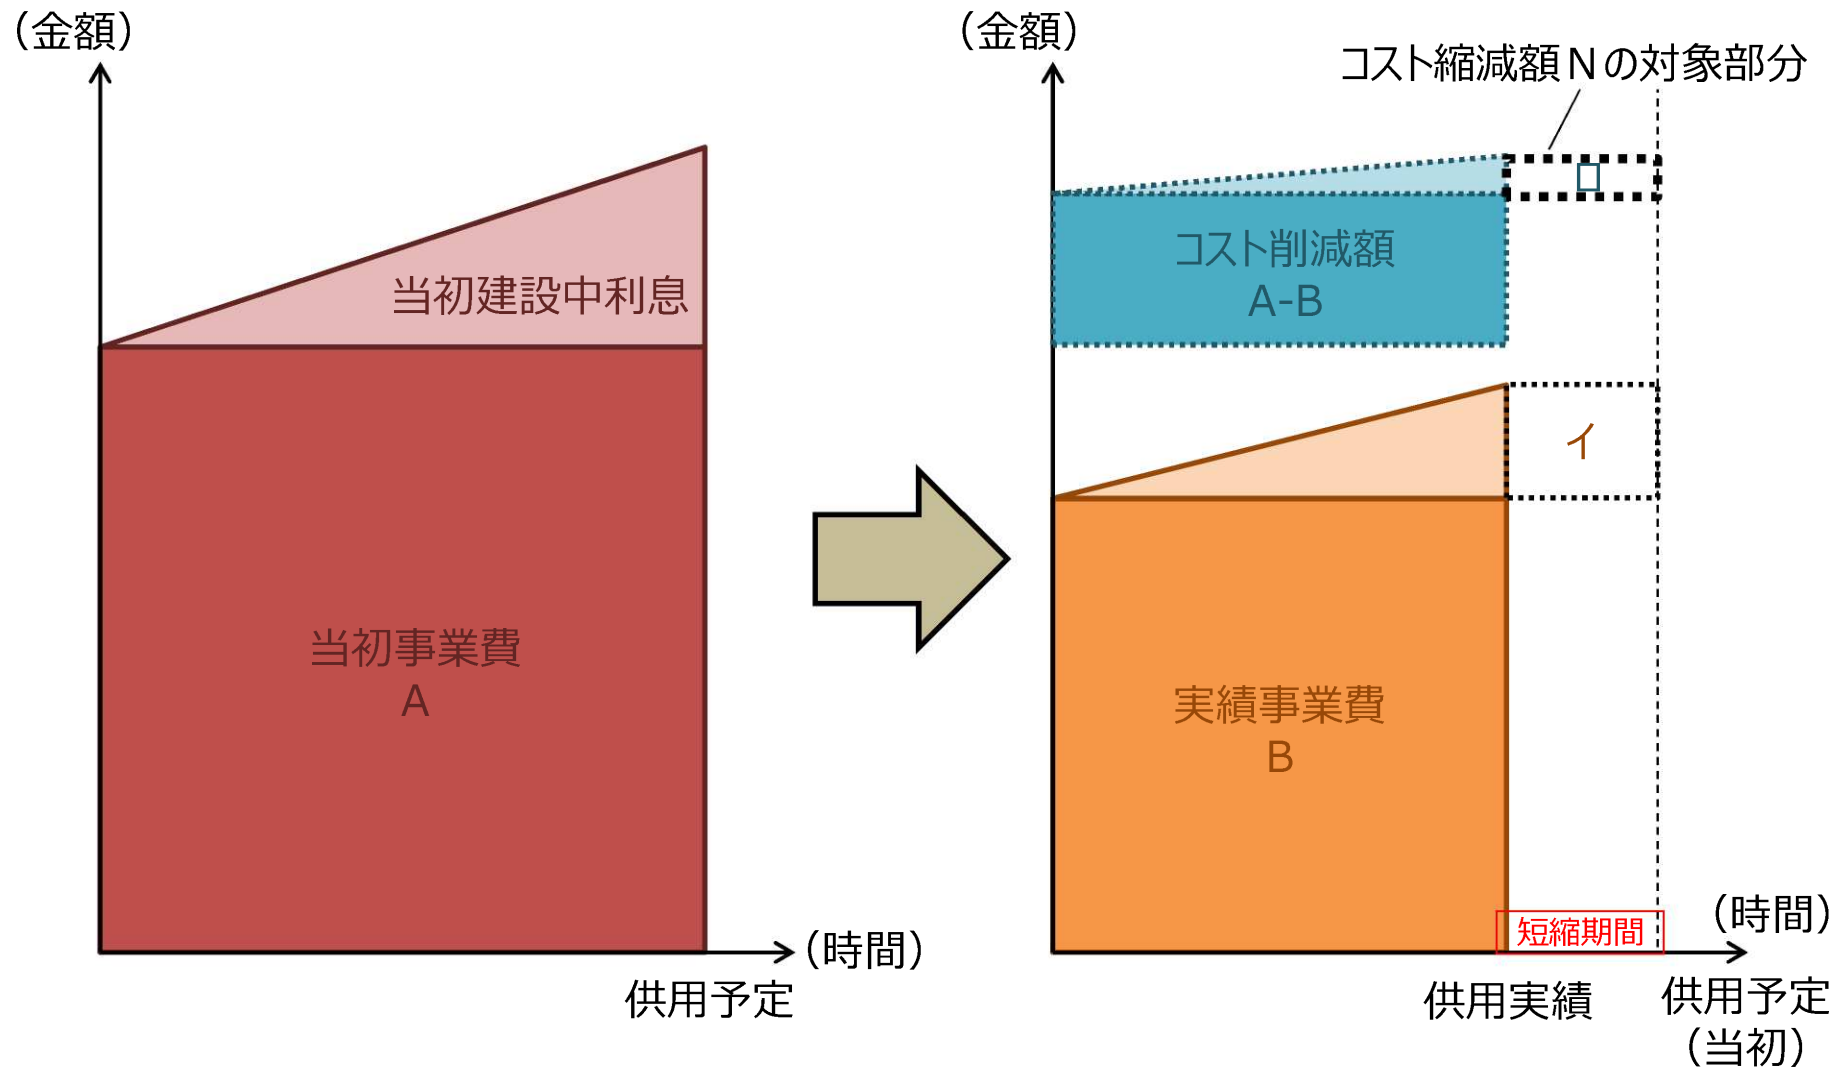 （金額）
当初建設中利息
当初事業費
A
（時間）
供用予定
（金額）
コスト縮減額Nの対象部分
ロ
コスト削減額
A-B
イ
実績事業費
B
短縮期間
（時間）
供用実績
供用予定
（当初）